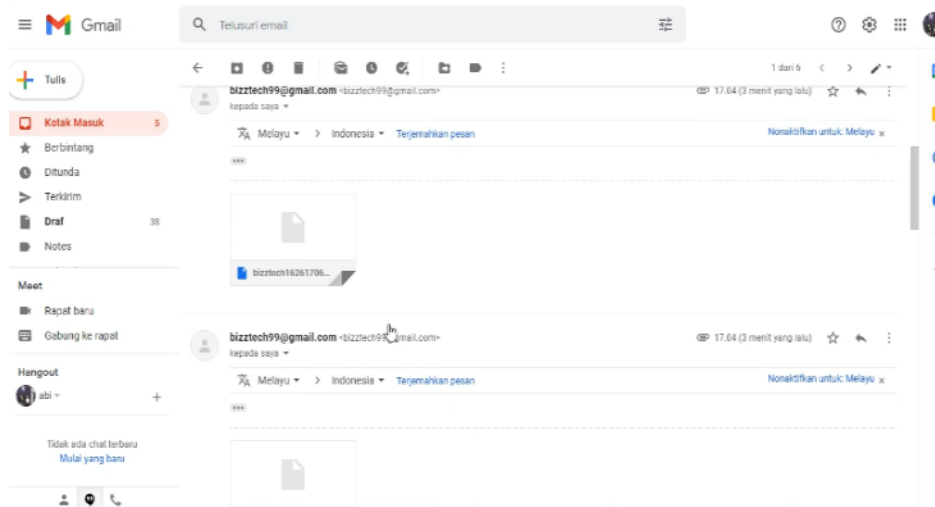 Gmail
Telusuri email
Tulis
1 dari 6
Kotak Masuk 5
Berbintang
Ditunda
Terkirim
Draf 38
Notes
Meet
Rapat baru
Gabung ke rapat
Hangout
abi
Tidak ada chat terbaru
Mulai yang baru
bizztech99@gmail.com <bizztech99@gmail.com> 17.04 (3 menit yang lalu)
kepada saya
Melayu > Indonesia Terjemahkan pesan Nonaktifkan untuk: Melayu x
bizztech16261706...
bizztech99@gmail.com <bizztech99@gmail.com> 17.04 (3 menit yang lalu)
kepada saya
Melayu > Indonesia Terjemahkan pesan Nonaktifkan untuk: Melayu x